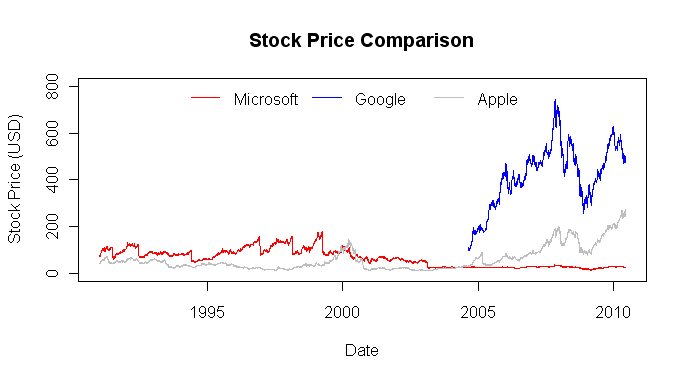 Stock Price Comparison
Microsoft Google Apple
Stock Price (USD)
800
600
400
200
0
1995 2000 2005 2010
Date